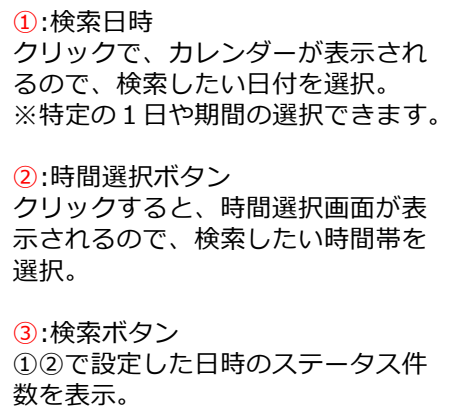 ①:検索日時
クリックで、カレンダーが表示され
るので、検索したい日付を選択。
※特定の１日や期間の選択できます。
②:時間選択ボタン
クリックすると、時間選択画面が表
示されるので、検索したい時間帯を
選択。
③:検索ボタン
①②で設定した日時のステータス件
数を表示。